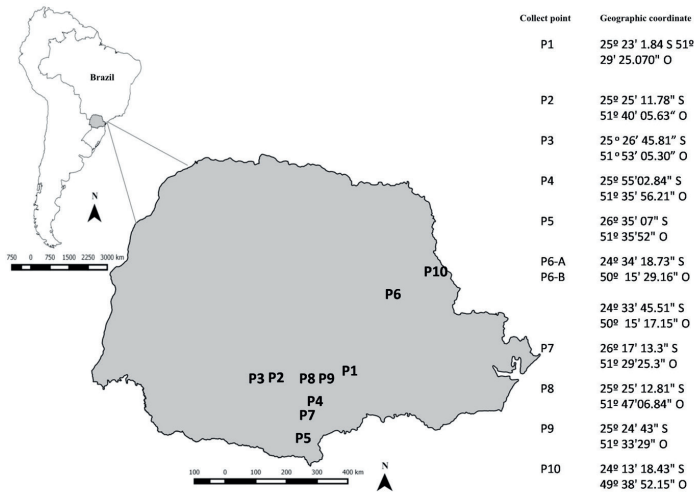 Collect point Geographic coordinate
P1 25º 23' 1.84 S 51º
29' 25.070" O
P2 25º 25' 11.78" S
51º 40' 05.63" O
P3 25º 26' 45.81" S
51º 53' 05.30" O
P4 25º 55'02.84" S
51º 35' 56.21" O
P5 26º 35' 07" S
51º 35'52" O
P6-A 24º 34' 18.73" S
P6-B 50º 15' 29.16" O
24º 33' 45.51" S
50º 15' 17.15" O
P7 26º 17' 13.3" S
51º 29'25.3" O
P8 25º 25' 12.81" S
51º 47'06.84" O
P9 25º 24' 43" S
51º 33'29" O
P10 24º 13' 18.43" S
49º 38' 52.15" O
Brazil
N
750 0 750 1500 2250 3000 km
P10
P6
P3 P2 P8 P9 P1
P4
P7
P5
100 0 100 200 300 400 km
N